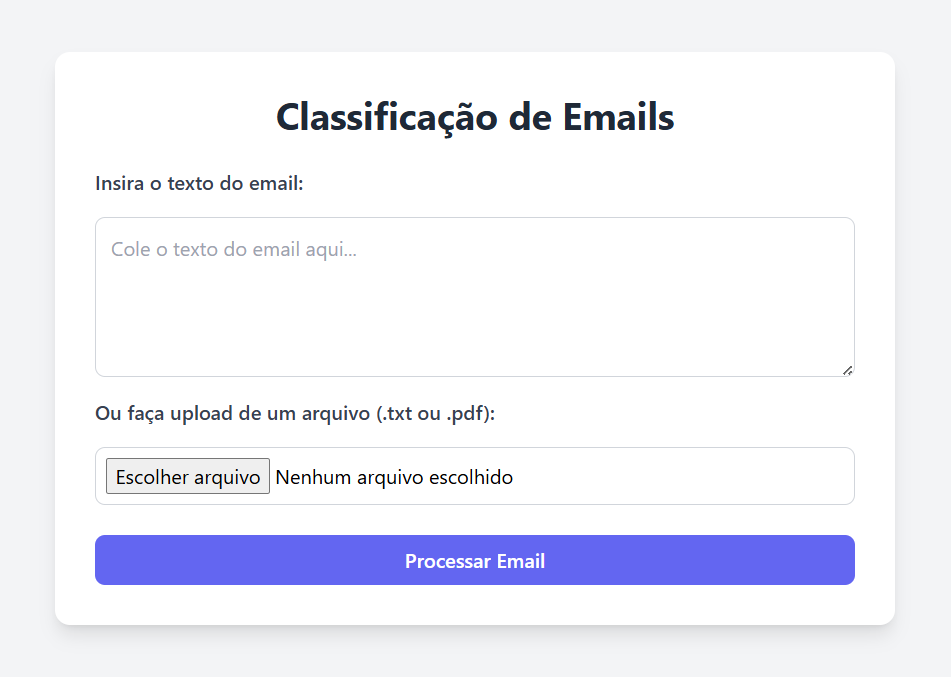 Classificação de Emails
Insira o texto do email:
Cole o texto do email aqui...
Ou faça upload de um arquivo (.txt ou .pdf):
Escolher arquivo Nenhum arquivo escolhido
Processar Email